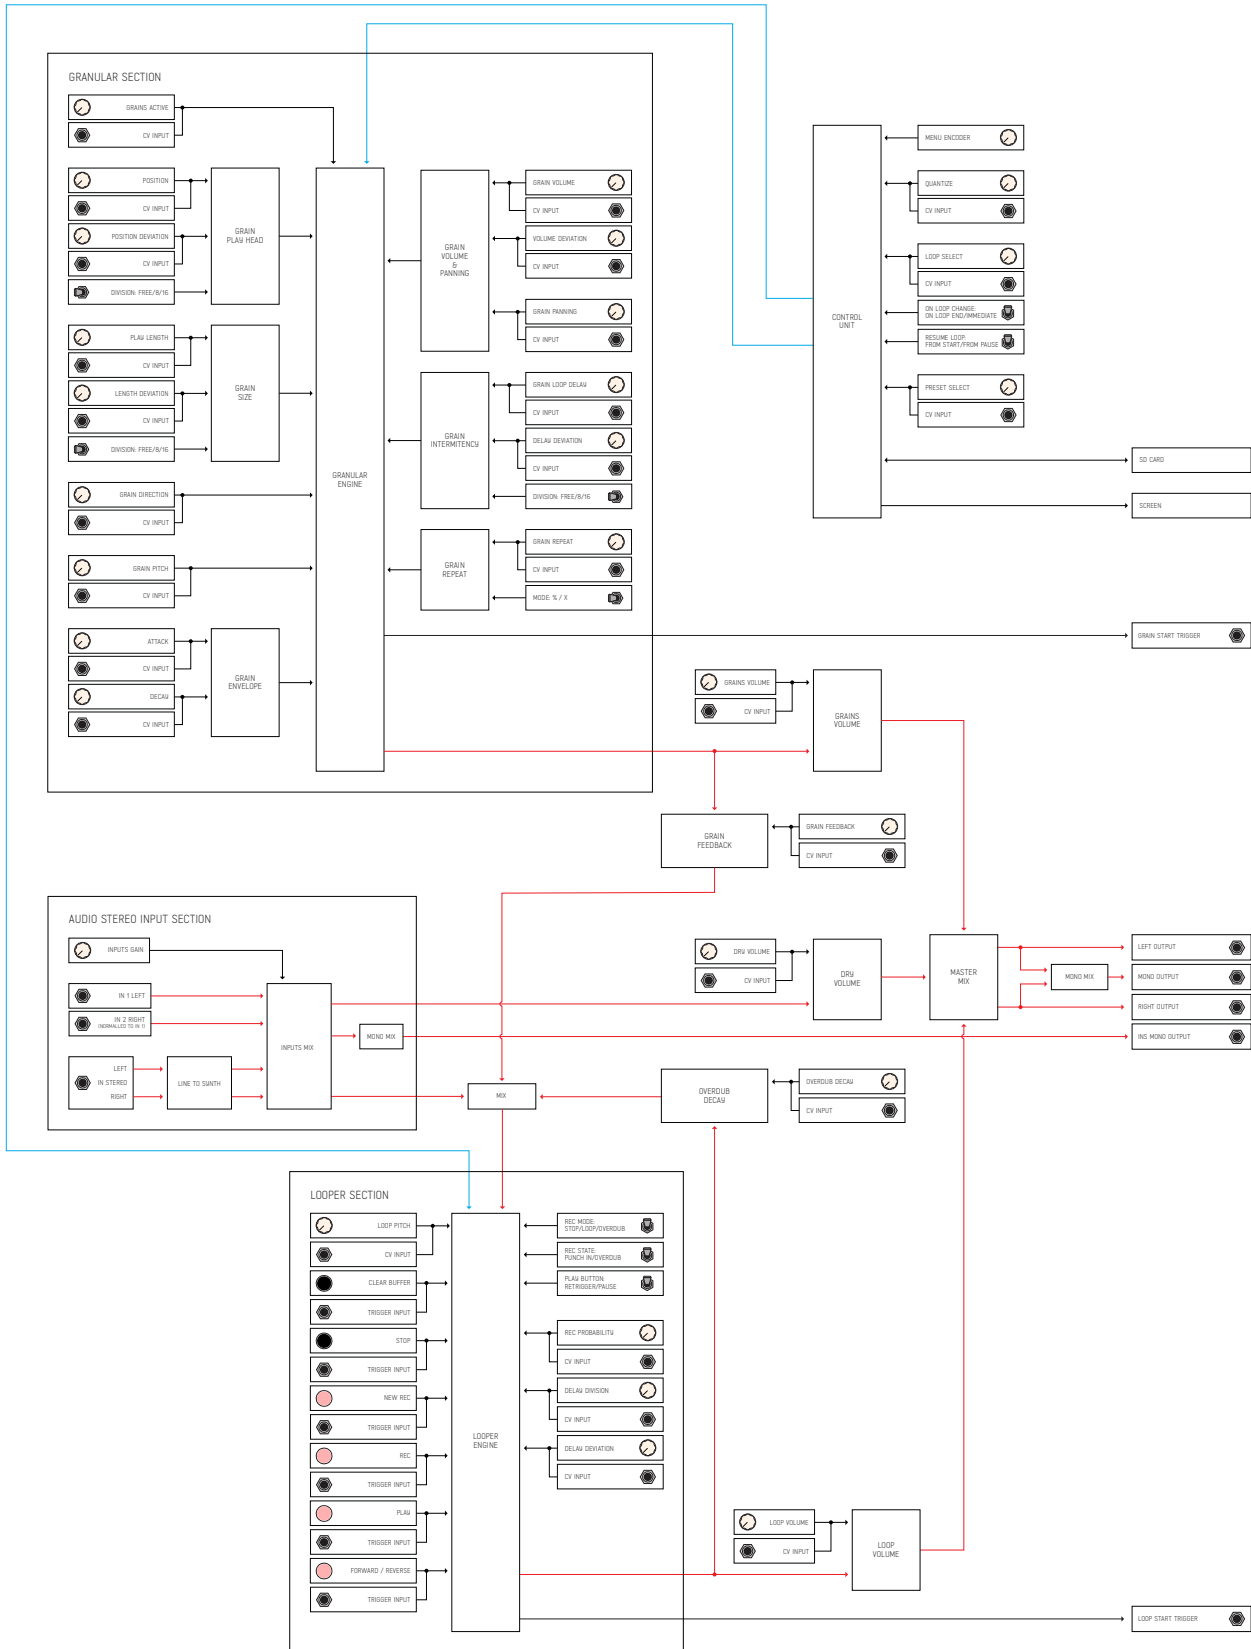 GRANULAR SECTION
GRAINS ACTIVE
CV INPUT
POSITION
CV INPUT
POSITION DEVIATION
CV INPUT
DIVISION: FREE/8/16
GRAIN
PLAY HEAD
PLAY LENGTH
CV INPUT
LENGTH DEVIATION
CV INPUT
DIVISION: FREE/8/16
GRAIN
SIZE
GRAIN DIRECTION
CV INPUT
GRAIN PITCH
CV INPUT
ATTACK
CV INPUT
DECAY
CV INPUT
GRAIN
ENVELOPE
GRANULAR
ENGINE
GRAIN
VOLUME
&
PANNING
GRAIN VOLUME
CV INPUT
VOLUME DEVIATION
CV INPUT
GRAIN PANNING
CV INPUT
GRAIN
INTERMITENCY
GRAIN LOOP DELAY
CV INPUT
DELAY DEVIATION
CV INPUT
DIVISION: FREE/8/16
GRAIN
REPEAT
GRAIN REPEAT
CV INPUT
MODE: % / X
CONTROL
UNIT
MENU ENCODER
QUANTIZE
CV INPUT
LOOP SELECT
CV INPUT
ON LOOP CHANGE:
ON LOOP END/IMMEDIATE
RESUME LOOP:
FROM START/FROM PAUSE
PRESET SELECT
CV INPUT
SD CARD
SCREEN
GRAIN START TRIGGER
GRAINS VOLUME
CV INPUT
GRAINS
VOLUME
GRAIN
FEEDBACK
GRAIN FEEDBACK
CV INPUT
AUDIO STEREO INPUT SECTION
INPUTS GAIN
IN 1 LEFT
IN 2 RIGHT
(NORMALLED TO IN 1)
LEFT
IN STEREO
RIGHT
LINE TO SYNTH
INPUTS MIX
MONO MIX
DRY VOLUME
CV INPUT
DRY
VOLUME
MASTER
MIX
MONO MIX
LEFT OUTPUT
MONO OUTPUT
RIGHT OUTPUT
INS MONO OUTPUT
MIX
OVERDUB
DECAY
OVERDUB DECAY
CV INPUT
LOOPER SECTION
LOOP PITCH
CV INPUT
CLEAR BUFFER
TRIGGER INPUT
STOP
TRIGGER INPUT
NEW REC
TRIGGER INPUT
REC
TRIGGER INPUT
PLAY
TRIGGER INPUT
FORWARD / REVERSE
TRIGGER INPUT
LOOPER
ENGINE
REC MODE:
STOP/LOOP/OVERDUB
REC STATE:
PUNCH IN/OVERDUB
PLAY BUTTON:
RETRIGGER/PAUSE
REC PROBABILITY
CV INPUT
DELAY DIVISION
CV INPUT
DELAY DEVIATION
CV INPUT
LOOP VOLUME
CV INPUT
LOOP
VOLUME
LOOP START TRIGGER